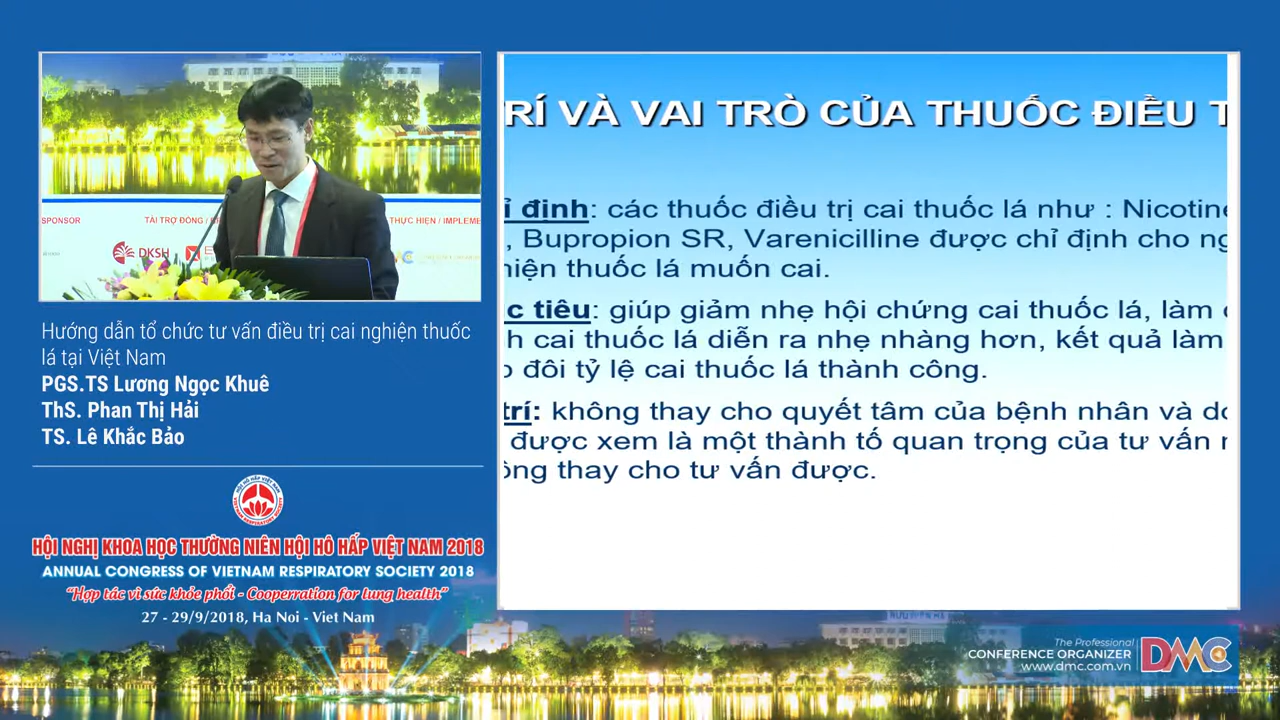 SPONSOR
TÀI TRỢ ĐỒNG /
THỰC HIỆN / IMPLEME
DKSH
Hướng dẫn tổ chức tư vấn điều trị cai nghiện thuốc
lá tại Việt Nam
PGS.TS Lương Ngọc Khuê
ThS. Phan Thị Hải
TS. Lê Khắc Bảo
HỘI HÔ HẤP VIỆT NAM
VIETNAM RESPIRATORY SOCIETY
HỘI NGHỊ KHOA HỌC THƯỜNG NIÊN HỘI HÔ HẤP VIỆT NAM 2018
ANNUAL CONGRESS OF VIETNAM RESPIRATORY SOCIETY 2018
“Hợp tác vì sức khỏe phổi - Cooperration for lung health”
27 - 29/9/2018, Ha Noi - Viet Nam
RÍ VÀ VAI TRÒ CỦA THUỐC ĐIỀU T
ỉ định: các thuốc điều trị cai thuốc lá như : Nicotine
, Bupropion SR, Varenicilline được chỉ định cho ng
hiện thuốc lá muốn cai.
c tiêu: giúp giảm nhẹ hội chứng cai thuốc lá, làm
h cai thuốc lá diễn ra nhẹ nhàng hơn, kết quả làm
đôi tỷ lệ cai thuốc lá thành công.
trí: không thay cho quyết tâm của bệnh nhân và do
được xem là một thành tố quan trọng của tư vấn
ông thay cho tư vấn được.
The Professional
CONFERENCE ORGANIZER
www.dmc.com.vn
DMC